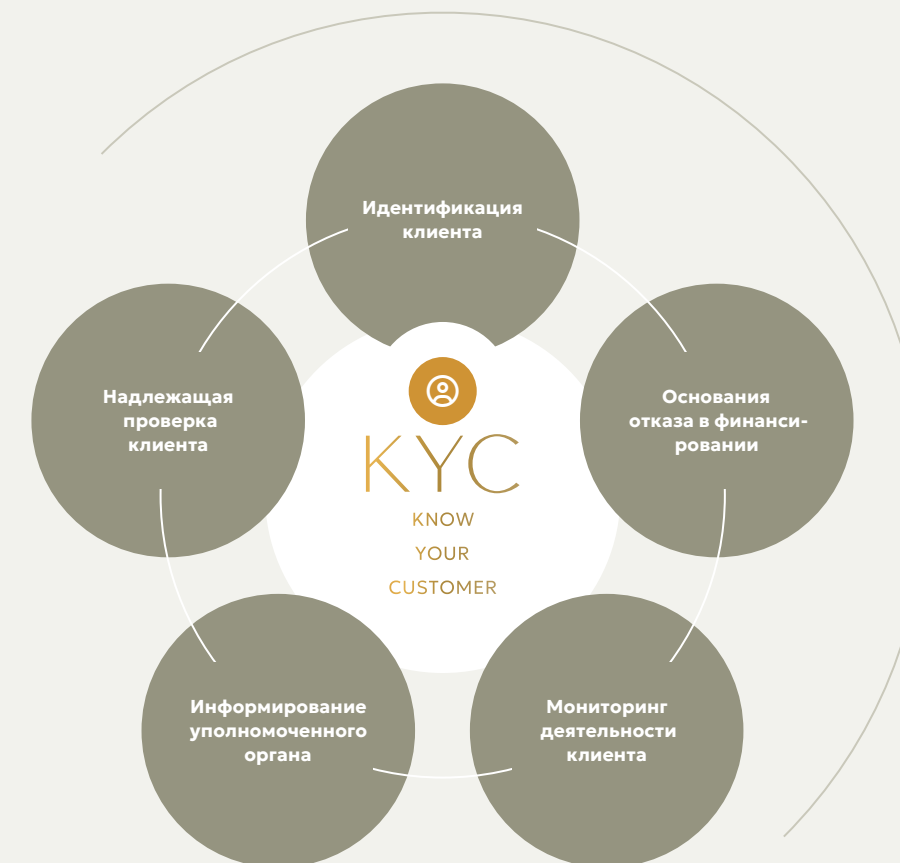 Идентификация
клиента
Надлежащая
проверка
клиента
Основания
отказа в финанси-
ровании
KYC
KNOW
YOUR
CUSTOMER
Информирование
уполномоченного
органа
Мониторинг
деятельности
клиента